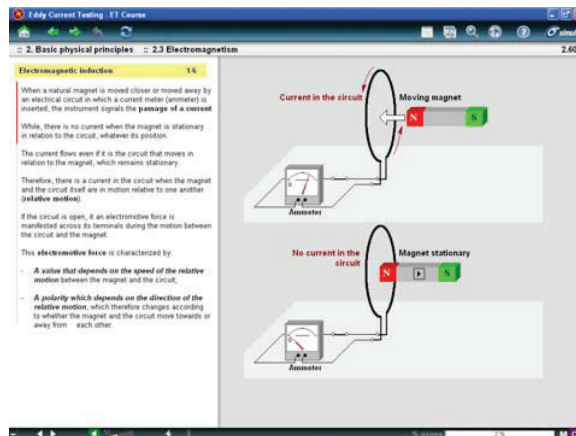 Eddy Current Testing - ET Course
:: 2. Basic physical principles :: 2.3 Electromagnetism
2.60
Electromagnetic induction 1/6
When a natural magnet is moved closer or moved away by
an electrical circuit in which a current meter (ammeter) is
inserted, the instrument signals the passage of a current.
While, there is no current when the magnet is stationary
in relation to the circuit, whatever its position.
The current flows even if it is the circuit that moves in
relation to the magnet, which remains stationary.
Therefore, there is a current in the circuit when the magnet
and the circuit itself are in motion relative to one another
(relative motion).
If the circuit is open, it an electromotive force is
manifested across its terminals during the motion between
the circuit and the magnet.
This electromotive force is characterized by:
- A value that depends on the speed of the relative
motion between the magnet and the circuit;
- A polarity which depends on the direction of the
relative motion, which therefore changes according
to whether the magnet and the circuit move towards or
away from each other.
Current in the circuit
Moving magnet
N S
Ammeter
No current in the
circuit
Magnet stationary
N S
Ammeter